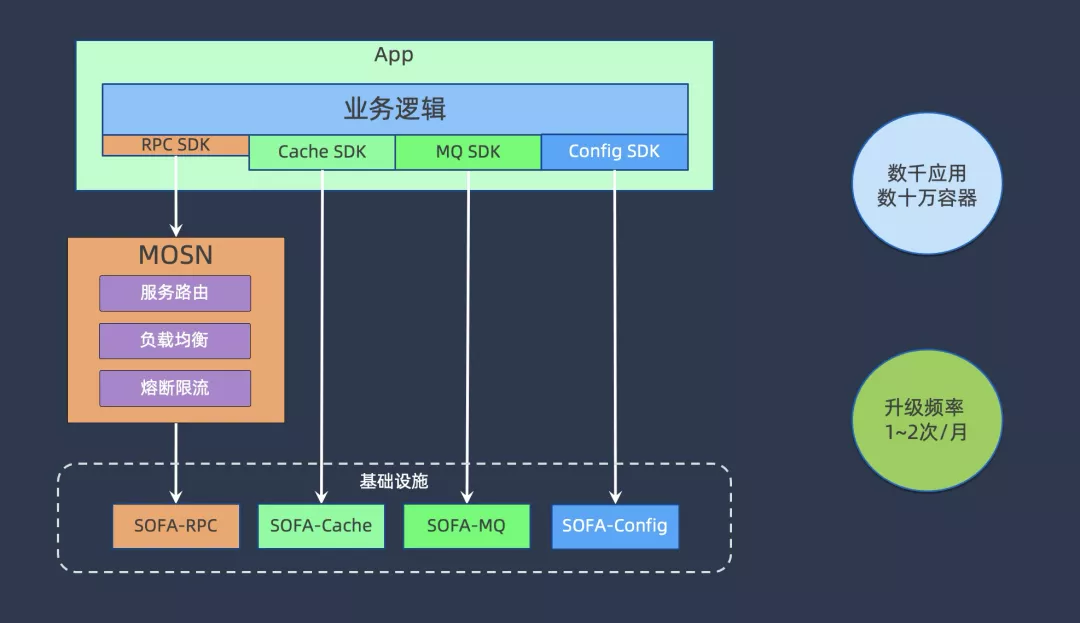 App
业务逻辑
RPC SDK
Cache SDK
MQ SDK
Config SDK
MOSN
服务路由
负载均衡
熔断限流
基础设施
SOFA-RPC
SOFA-Cache
SOFA-MQ
SOFA-Config
数千应用
数十万容器
升级频率
1~2次/月